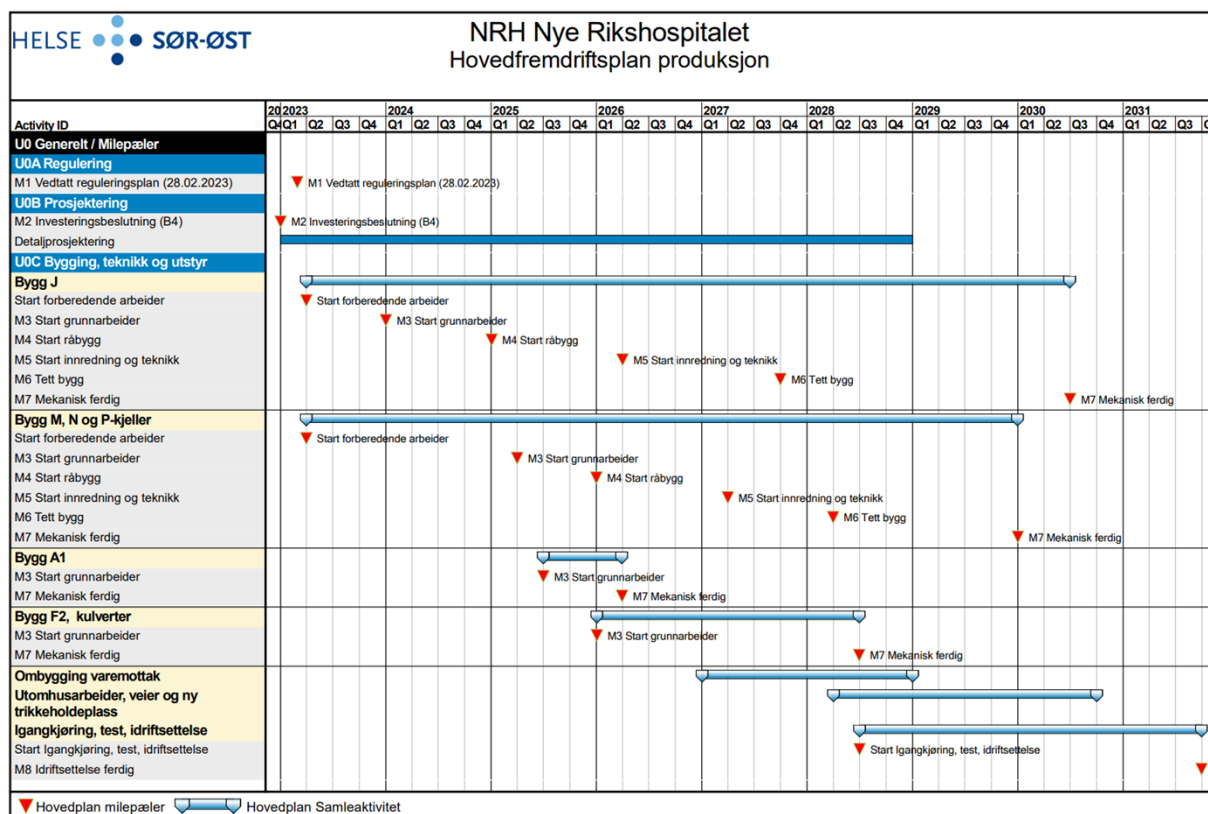 HELSE SØR-ØST
NRH Nye Rikshospitalet
Hovedfremdriftsplan produksjon
Activity ID
20 2023 2024 2025 2026 2027 2028 2029 2030 2031
Q4 Q1 Q2 Q3 Q4 Q1 Q2 Q3 Q4 Q1 Q2 Q3 Q4 Q1 Q2 Q3 Q4 Q1 Q2 Q3 Q4 Q1 Q2 Q3 Q4 Q1 Q2 Q3 Q4 Q1 Q2 Q3 Q4 Q1 Q2 Q3 Q
U0 Generelt / Milepæler
U0A Regulering
M1 Vedtatt reguleringsplan (28.02.2023) M1 Vedtatt reguleringsplan (28.02.2023)
U0B Prosjektering
M2 Investeringsbeslutning (B4) M2 Investeringsbeslutning (B4)
Detaljprosjektering
U0C Bygging, teknikk og utstyr
Bygg J
Start forberedende arbeider Start forberedende arbeider
M3 Start grunnarbeider M3 Start grunnarbeider
M4 Start råbygg M4 Start råbygg
M5 Start innredning og teknikk M5 Start innredning og teknikk
M6 Tett bygg M6 Tett bygg
M7 Mekanisk ferdig M7 Mekanisk ferdig
Bygg M, N og P-kjeller
Start forberedende arbeider Start forberedende arbeider
M3 Start grunnarbeider M3 Start grunnarbeider
M4 Start råbygg M4 Start råbygg
M5 Start innredning og teknikk M5 Start innredning og teknikk
M6 Tett bygg M6 Tett bygg
M7 Mekanisk ferdig M7 Mekanisk ferdig
Bygg A1
M3 Start grunnarbeider M3 Start grunnarbeider
M7 Mekanisk ferdig M7 Mekanisk ferdig
Bygg F2, kulverter
M3 Start grunnarbeider M3 Start grunnarbeider
M7 Mekanisk ferdig M7 Mekanisk ferdig
Ombygging varemottak
Utomhusarbeider, veier og ny
trikkeholdeplass
Igangkjøring, test, idriftsettelse
Start Igangkjøring, test, idriftsettelse Start Igangkjøring, test, idriftsettelse
M8 Idriftsettelse ferdig
Hovedplan milepæler Hovedplan Samleaktivitet